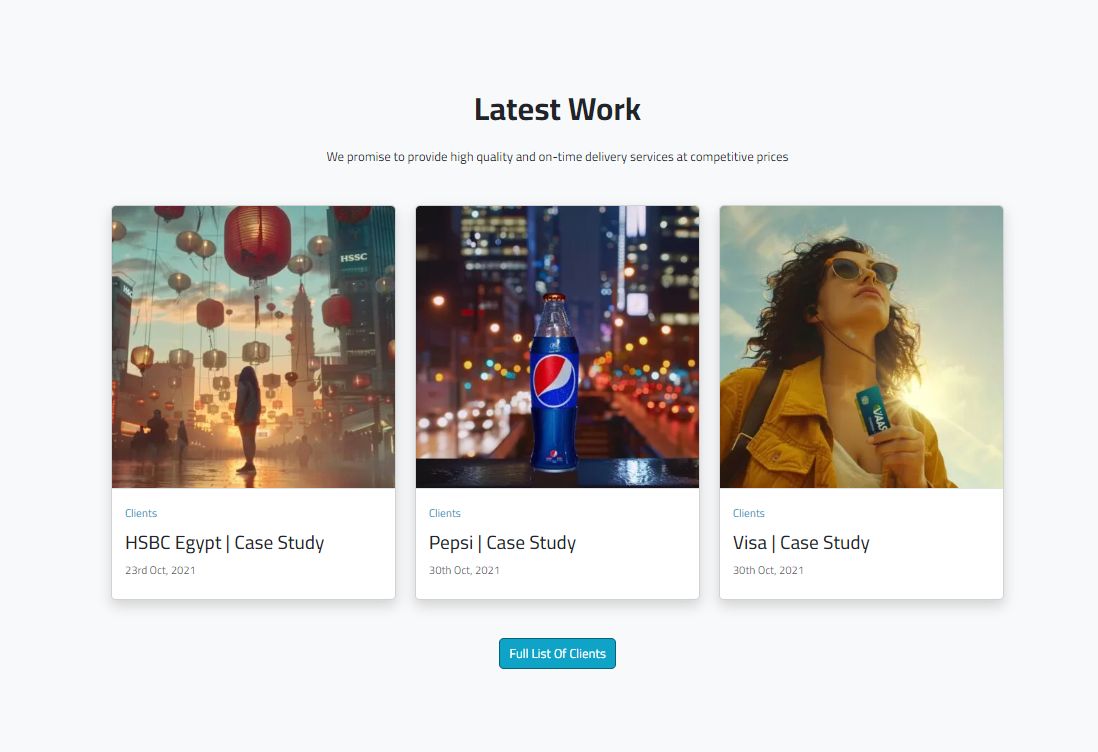 Latest Work
We promise to provide high quality and on-time delivery services at competitive prices
HSSC
VAAS
Clients
HSBC Egypt | Case Study
23rd Oct, 2021
Clients
Pepsi | Case Study
30th Oct, 2021
Clients
Visa | Case Study
30th Oct, 2021
Full List Of Clients